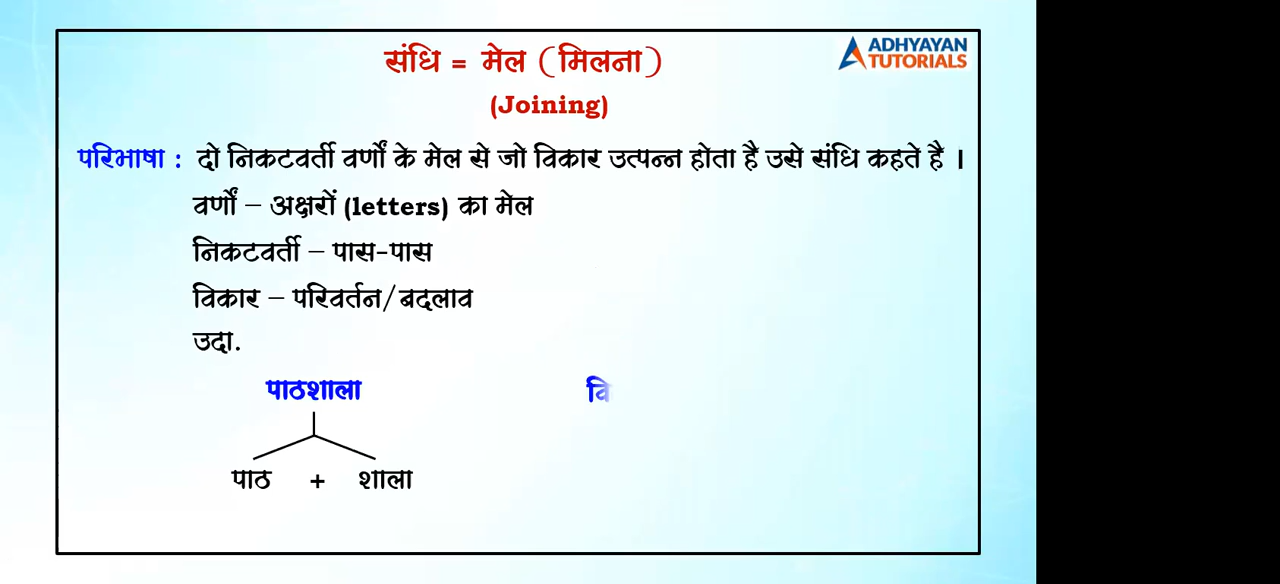 संधि = मेल (मिलना)
ADHYAYAN
TUTORIALS
(Joining)
परिभाषा : दो निकटवर्ती वर्णों के मेल से जो विकार उत्पन्न होता है उसे संधि कहते है ।
वर्णों – अक्षरों (letters) का मेल
निकटवर्ती – पास-पास
विकार – परिवर्तन/बदलाव
उदा.
पाठशाला
पाठ + शाला